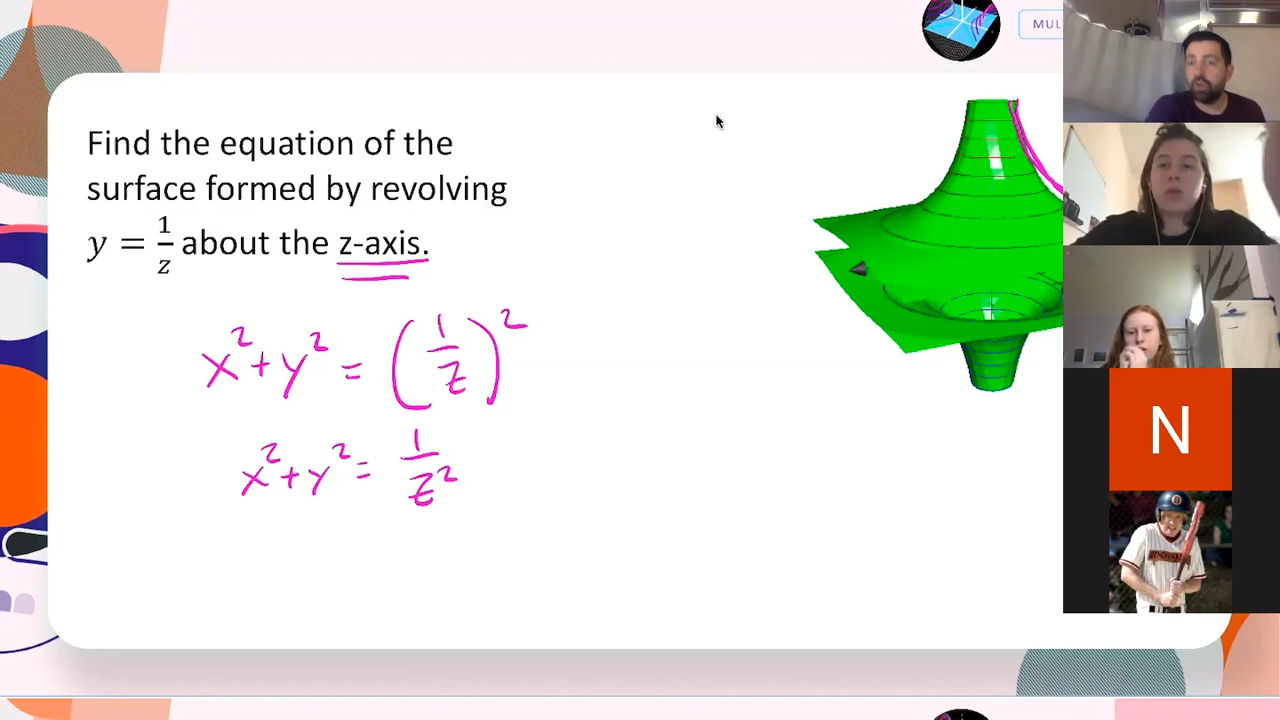 MUL
Find the equation of the
surface formed by revolving
y = 1/z about the z-axis.
x² + y² = (1/z)²
x² + y² = 1/z²
N